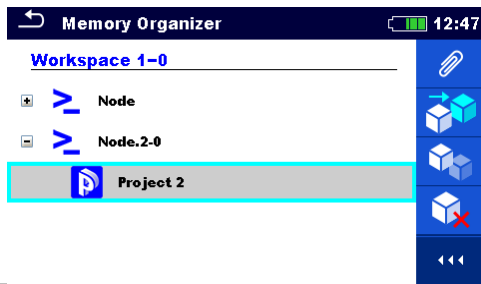 Memory Organizer 12:47
Workspace 1-0
Node
Node.2-0
Project 2